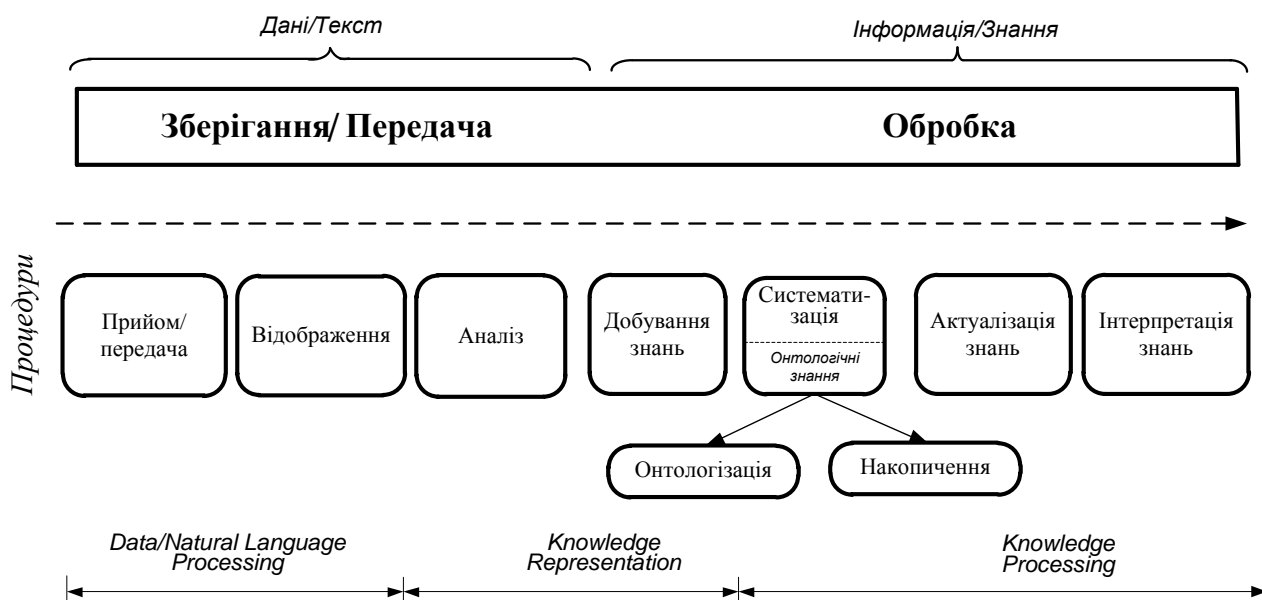 Дані/Текст
Інформація/Знання
Зберігання/ Передача
Обробка
Процедури
Прийом/
передача
Відображення
Аналіз
Добування
знань
Системати-
зація
Онтологічні
знання
Актуалізація
знань
Інтерпретація
знань
Онтологізація
Накопичення
Data/Natural Language
Processing
Knowledge
Representation
Knowledge
Processing